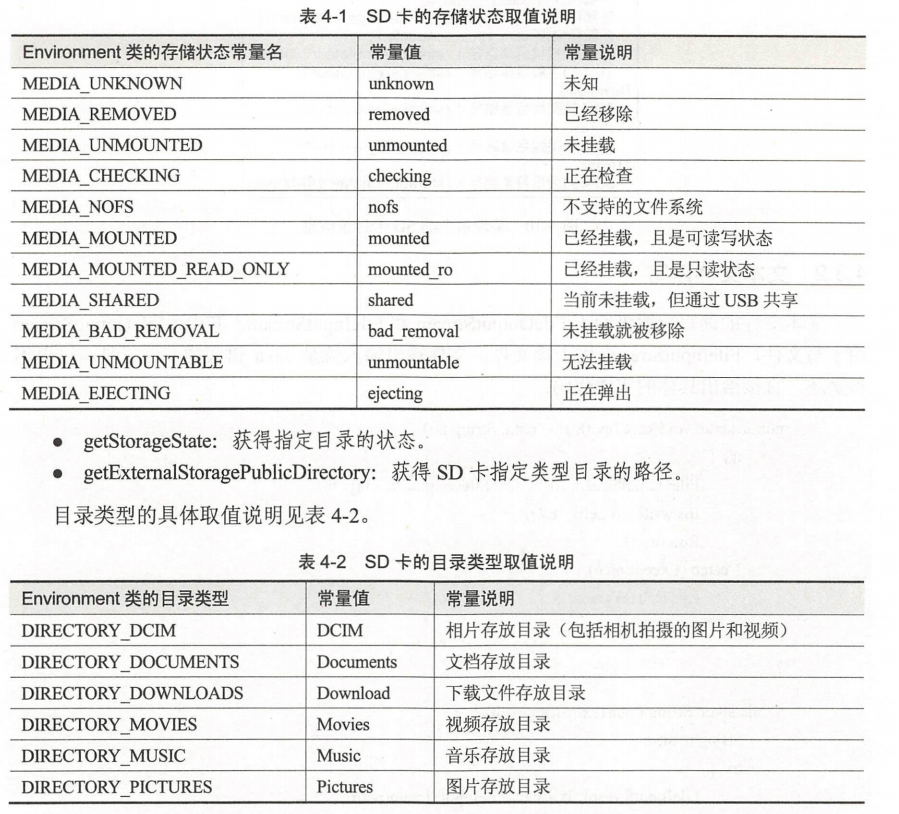 表 4-1 SD 卡的存储状态取值说明
Environment 类的存储状态常量名 常量值 常量说明
MEDIA_UNKNOWN unknown 未知
MEDIA_REMOVED removed 已经移除
MEDIA_UNMOUNTED unmounted 未挂载
MEDIA_CHECKING checking 正在检查
MEDIA_NOFS nofs 不支持的文件系统
MEDIA_MOUNTED mounted 已经挂载，且是可读写状态
MEDIA_MOUNTED_READ_ONLY mounted_ro 已经挂载，且是只读状态
MEDIA_SHARED shared 当前未挂载，但通过 USB 共享
MEDIA_BAD_REMOVAL bad_removal 未挂载就被移除
MEDIA_UNMOUNTABLE unmountable 无法挂载
MEDIA_EJECTING ejecting 正在弹出
● getStorageState: 获得指定目录的状态。
● getExternalStoragePublicDirectory: 获得 SD 卡指定类型目录的路径。
目录类型的具体取值说明见表 4-2。
表 4-2 SD 卡的目录类型取值说明
Environment 类的目录类型 常量值 常量说明
DIRECTORY_DCIM DCIM 相片存放目录（包括相机拍摄的图片和视频）
DIRECTORY_DOCUMENTS Documents 文档存放目录
DIRECTORY_DOWNLOADS Download 下载文件存放目录
DIRECTORY_MOVIES Movies 视频存放目录
DIRECTORY_MUSIC Music 音乐存放目录
DIRECTORY_PICTURES Pictures 图片存放目录